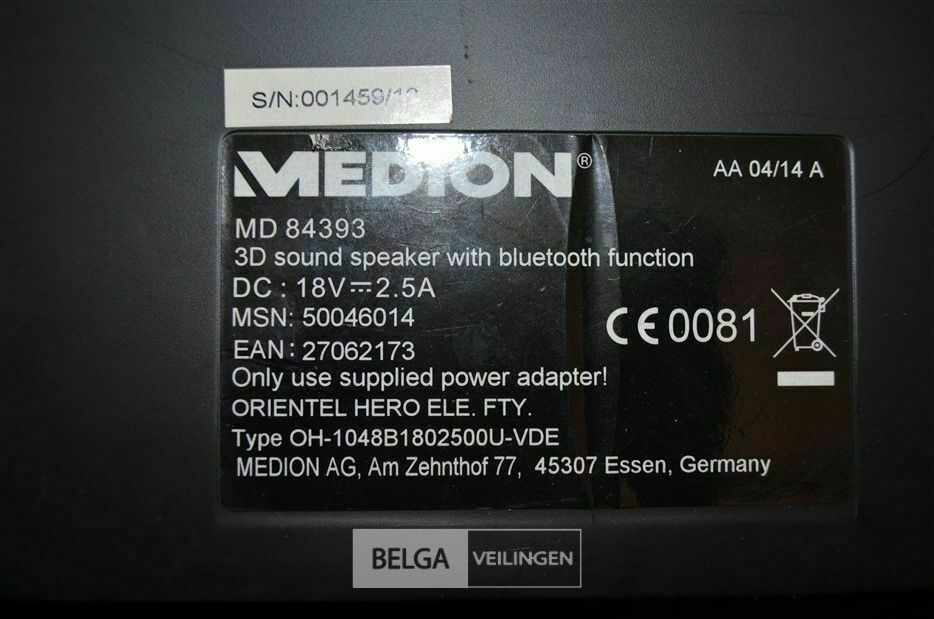 S/N:001459/12
MEDION®
AA 04/14 A
MD 84393
3D sound speaker with bluetooth function
DC : 18V⎓2.5A
MSN: 50046014
EAN : 27062173
CE 0081
Only use supplied power adapter!
ORIENTEL HERO ELE. FTY.
Type OH-1048B1802500U-VDE
MEDION AG, Am Zehnthof 77, 45307 Essen, Germany
BELGA VEILINGEN